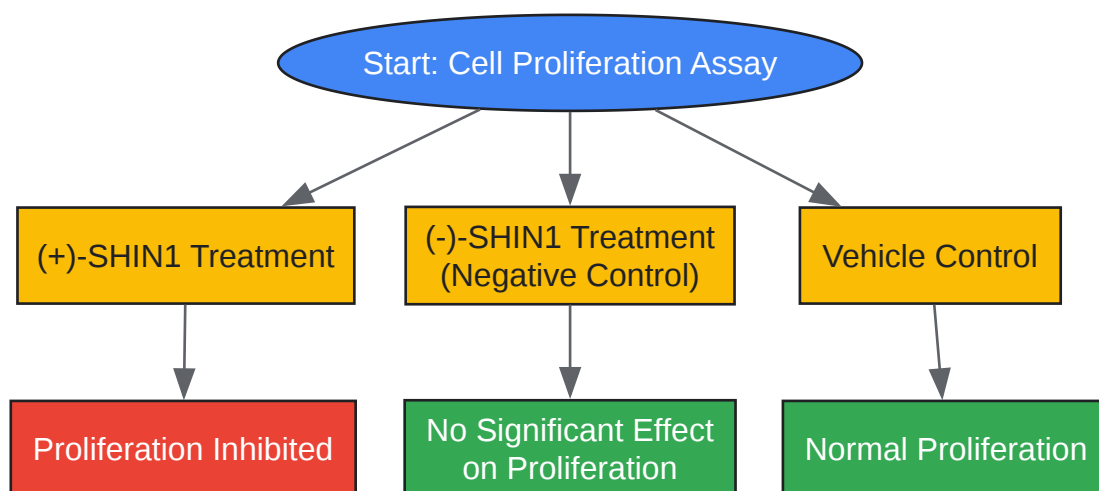 Start: Cell Proliferation Assay
(+)-SHIN1 Treatment
(-)-SHIN1 Treatment
(Negative Control)
Vehicle Control
Proliferation Inhibited
No Significant Effect
on Proliferation
Normal Proliferation